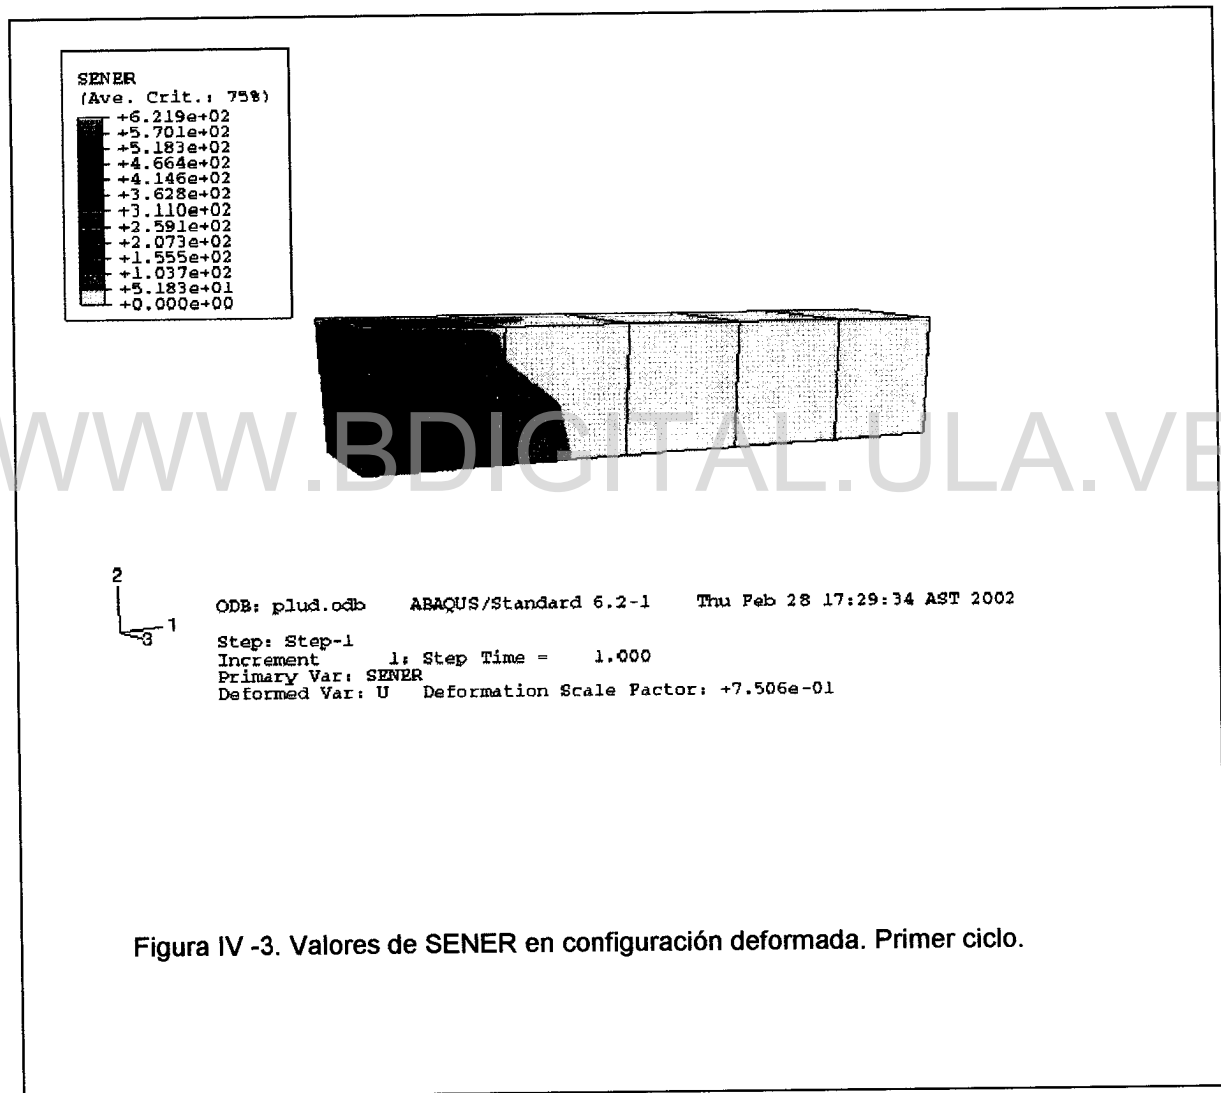 SENER
(Ave. Crit.: 75%)
+6.219e+02
+5.701e+02
+5.183e+02
+4.664e+02
+4.146e+02
+3.628e+02
+3.110e+02
+2.591e+02
+2.073e+02
+1.555e+02
+1.037e+02
+5.183e+01
+0.000e+00
WWW.BDIGITAL.ULA.VE
2
1
3
ODB: plud.odb ABAQUS/Standard 6.2-1 Thu Feb 28 17:29:34 AST 2002
Step: Step-1
Increment 1: Step Time = 1.000
Primary Var: SENER
Deformed Var: U Deformation Scale Factor: +7.506e-01
Figura IV -3. Valores de SENER en configuración deformada. Primer ciclo.